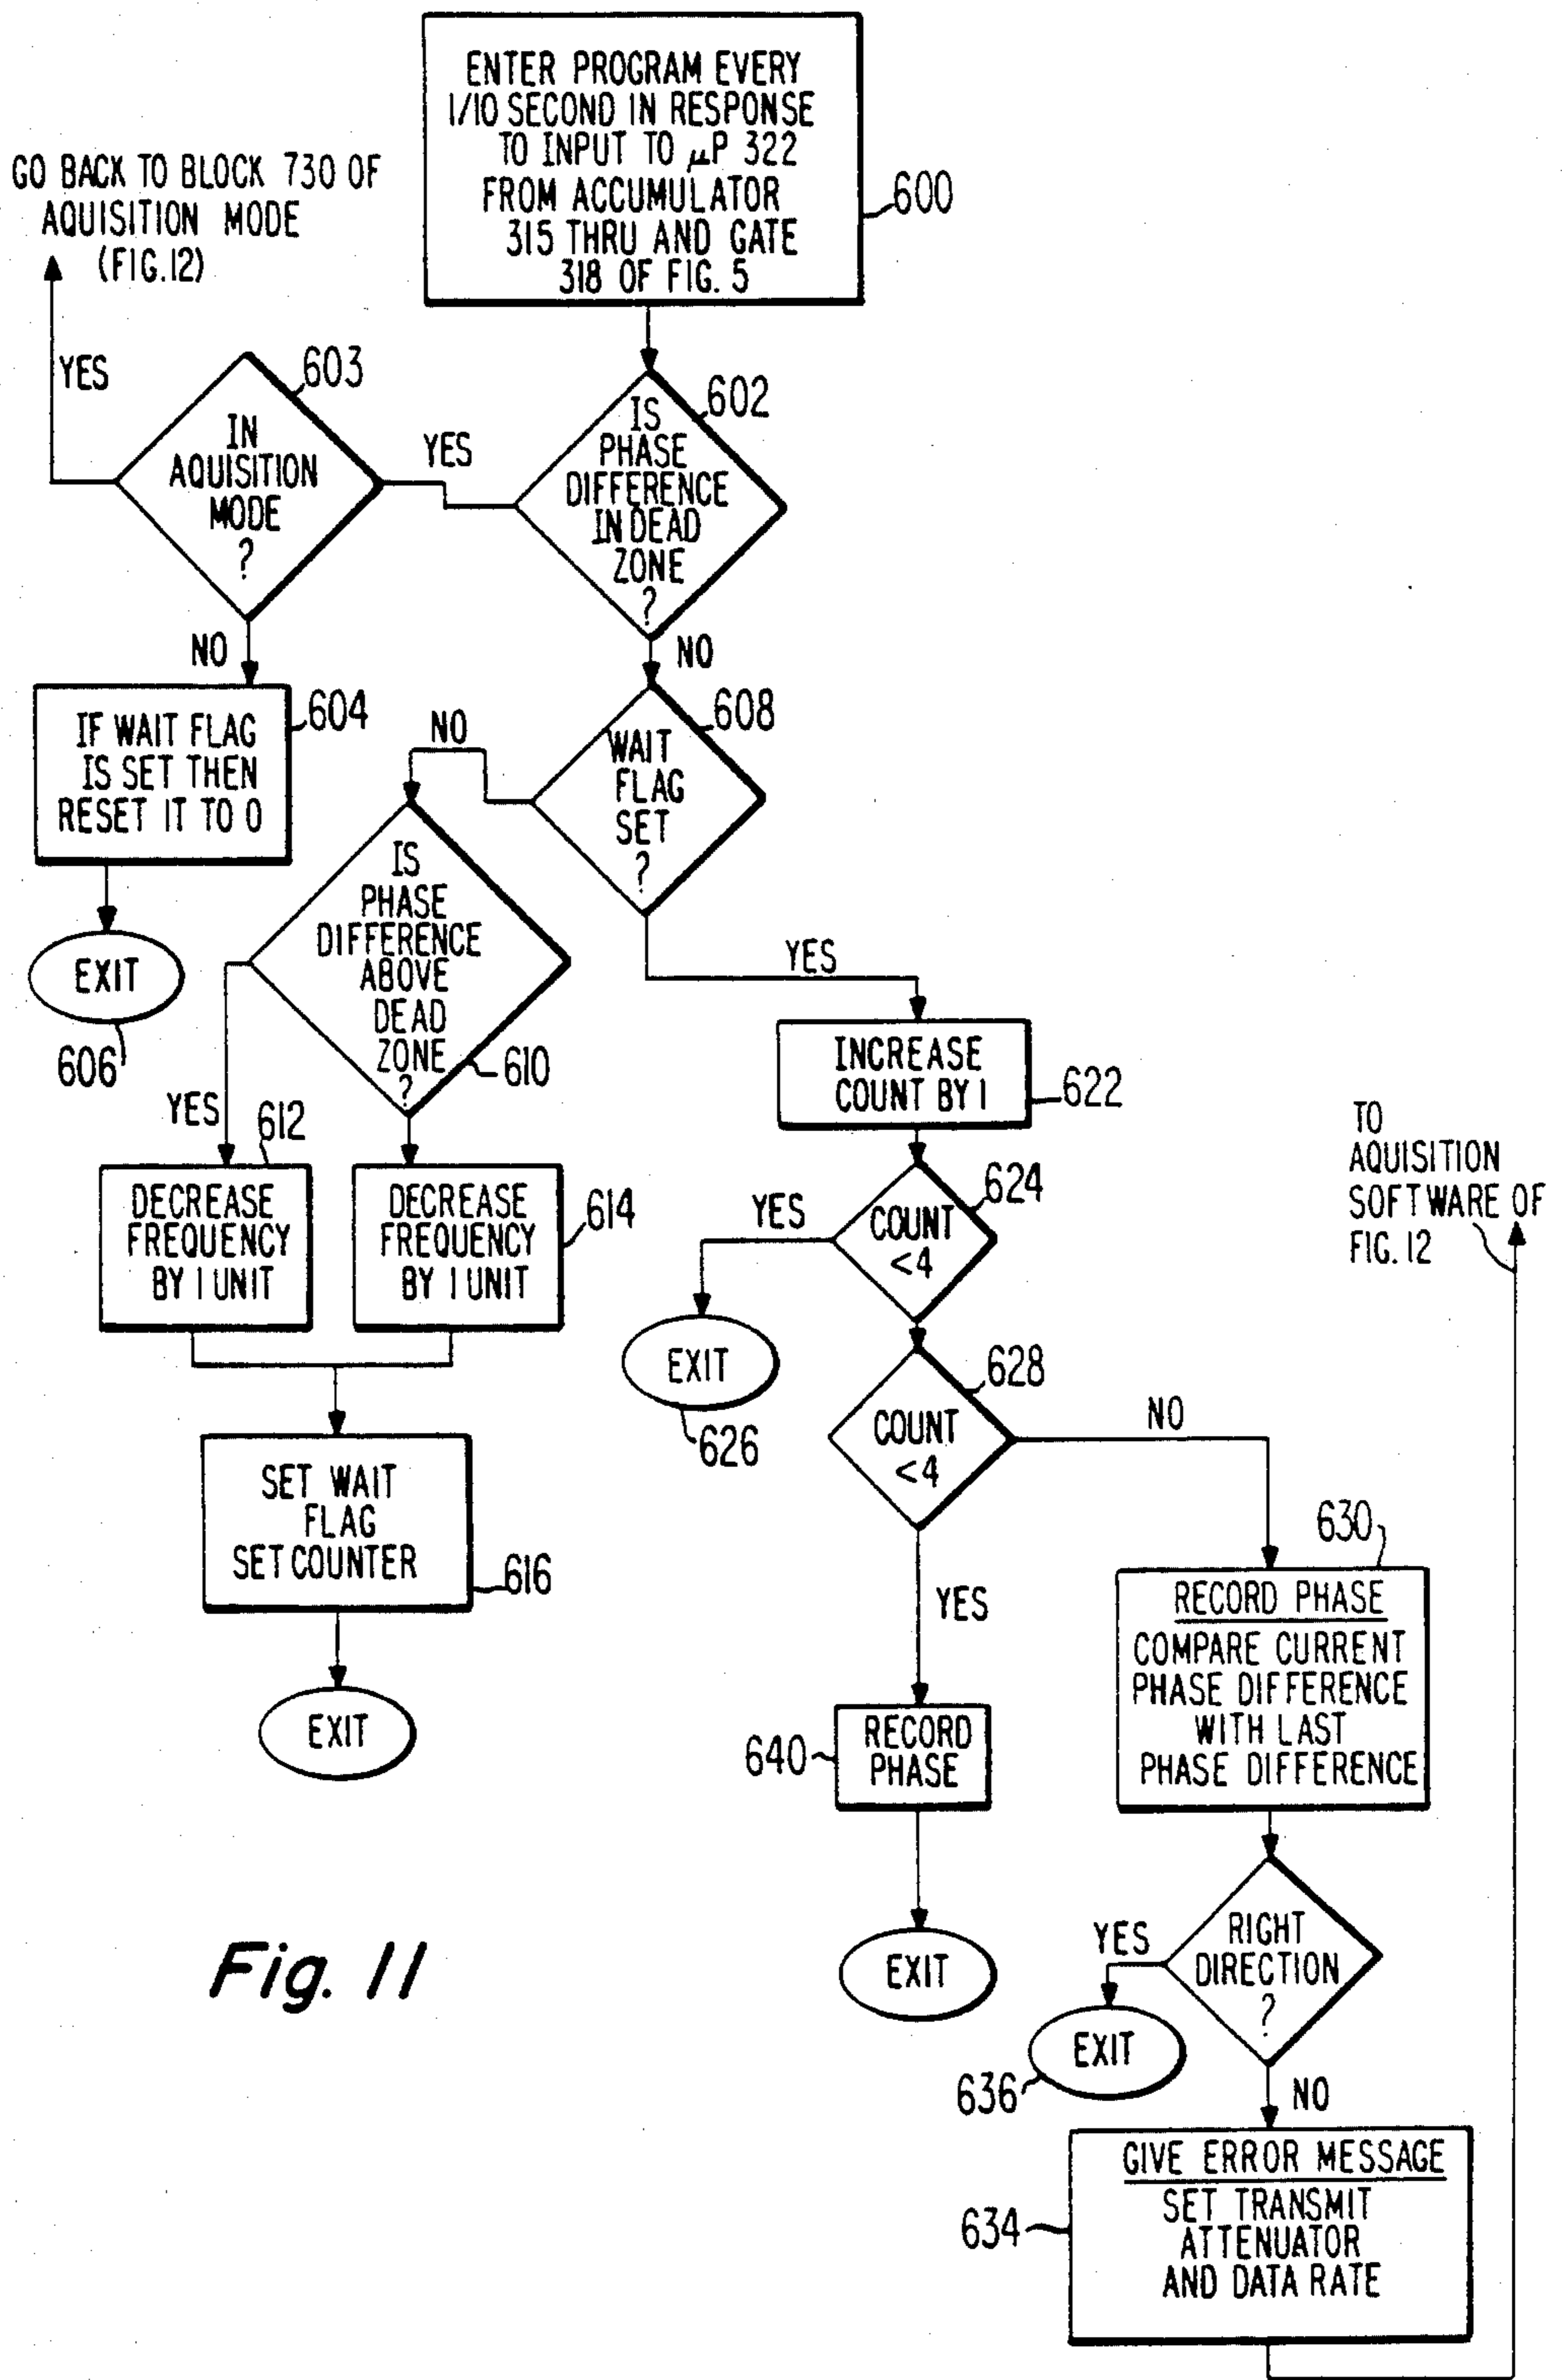 ENTER PROGRAM EVERY
1/10 SECOND IN RESPONSE
TO INPUT TO μP 322
FROM ACCUMULATOR
315 THRU AND GATE
318 OF FIG. 5
600
GO BACK TO BLOCK 730 OF
AQUISITION MODE
(FIG.12)
YES
603
IN
AQUISITION
MODE
?
YES
602
IS
PHASE
DIFFERENCE
IN DEAD
ZONE
?
NO
NO
604
IF WAIT FLAG
IS SET THEN
RESET IT TO 0
EXIT
606
608
WAIT
FLAG
SET
?
NO
YES
IS
PHASE
DIFFERENCE
ABOVE
DEAD
ZONE
?
610
YES
612
DECREASE
FREQUENCY
BY 1 UNIT
DECREASE
FREQUENCY
BY 1 UNIT
614
SET WAIT
FLAG
SET COUNTER
616
EXIT
INCREASE
COUNT BY 1
622
624
COUNT
<4
YES
EXIT
626
628
COUNT
<4
NO
YES
640
RECORD
PHASE
EXIT
630
RECORD PHASE
COMPARE CURRENT
PHASE DIFFERENCE
WITH LAST
PHASE DIFFERENCE
RIGHT
DIRECTION
?
YES
EXIT
636
NO
634
GIVE ERROR MESSAGE
SET TRANSMIT
ATTENUATOR
AND DATA RATE
TO
AQUISITION
SOFTWARE OF
FIG. 12
Fig. 11